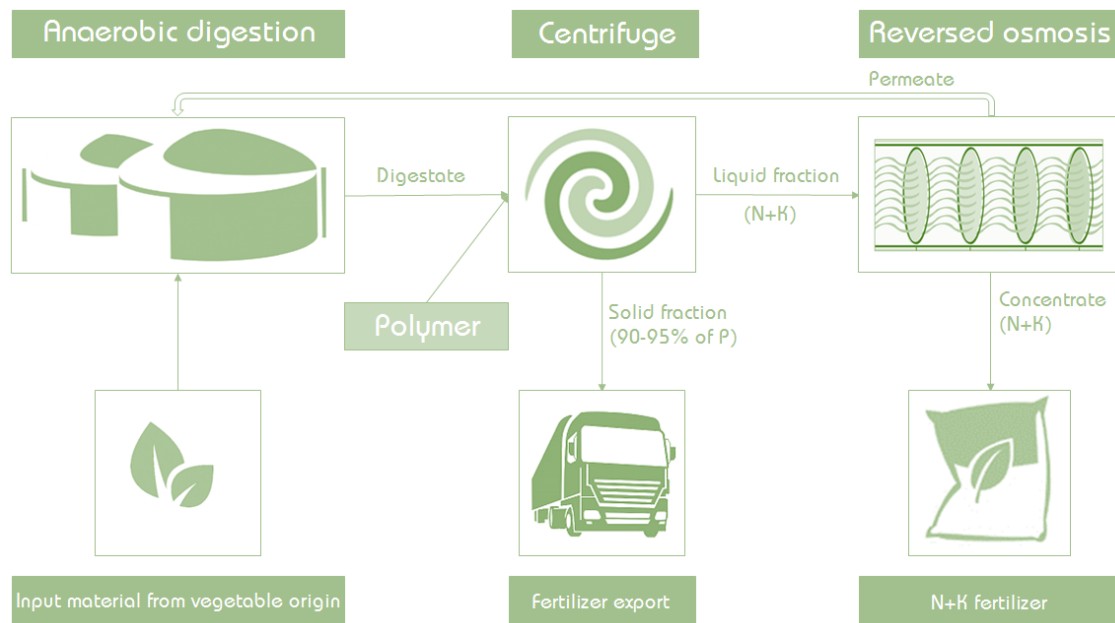 Anaerobic digestion
Centrifuge
Reversed osmosis
Permeate
Digestate
Liquid fraction
(N+K)
Polymer
Solid fraction
(90-95% of P)
Concentrate
(N+K)
Input material from vegetable origin
Fertilizer export
N+K fertilizer